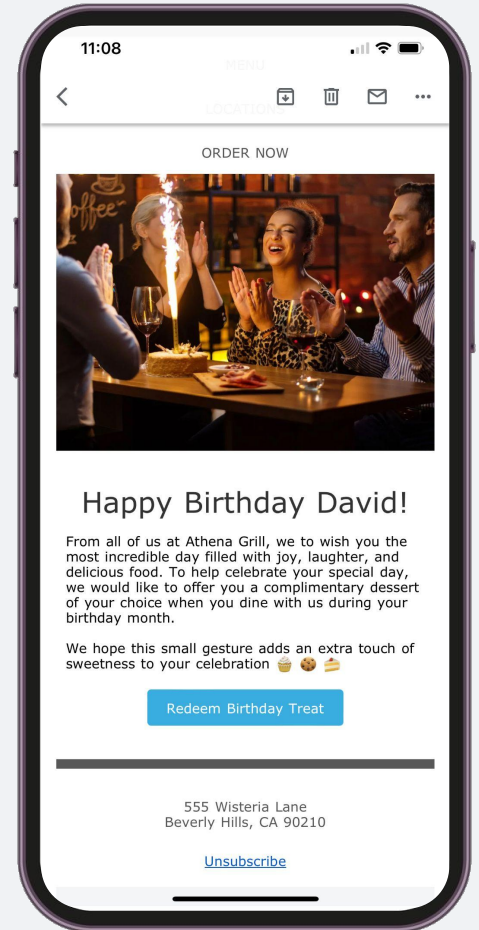 11:08
MENU
LOCATIONS
ORDER NOW
coffee
Happy Birthday David!
From all of us at Athena Grill, we to wish you the
most incredible day filled with joy, laughter, and
delicious food. To help celebrate your special day,
we would like to offer you a complimentary dessert
of your choice when you dine with us during your
birthday month.
We hope this small gesture adds an extra touch of
sweetness to your celebration 🧁 🍪 🍰
Redeem Birthday Treat
555 Wisteria Lane
Beverly Hills, CA 90210
Unsubscribe